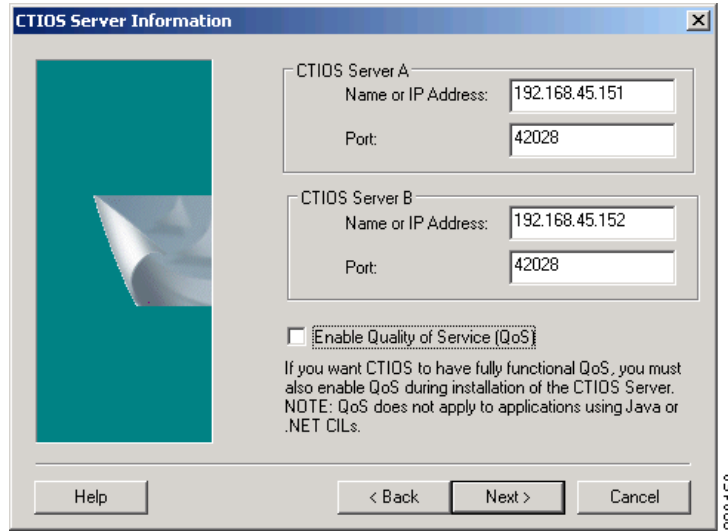 CTIOS Server Information
CTIOS Server A
Name or IP Address: 192.168.45.151
Port: 42028
CTIOS Server B
Name or IP Address: 192.168.45.152
Port: 42028
Enable Quality of Service (QoS)
If you want CTIOS to have fully functional QoS, you must
also enable QoS during installation of the CTIOS Server.
NOTE: QoS does not apply to applications using Java or
.NET CILs.
Help
< Back
Next >
Cancel